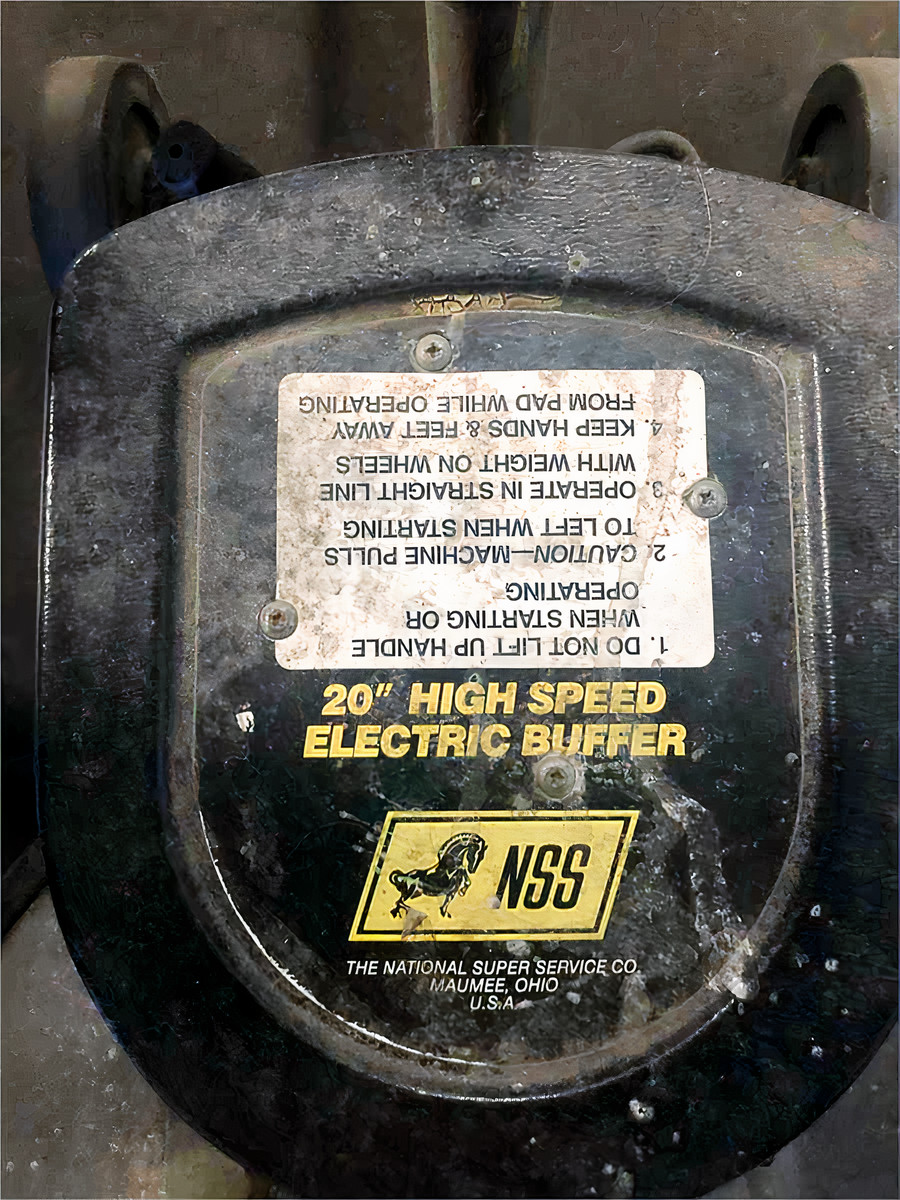 1. DO NOT LIFT UP HANDLE
WHEN STARTING OR
OPERATING
2. CAUTION—MACHINE PULLS
TO LEFT WHEN STARTING
3. OPERATE IN STRAIGHT LINE
WITH WEIGHT ON WHEELS
4. KEEP HANDS & FEET AWAY
FROM PAD WHILE OPERATING
20" HIGH SPEED
ELECTRIC BUFFER
NSS
THE NATIONAL SUPER SERVICE CO.
MAUMEE, OHIO
U.S.A.